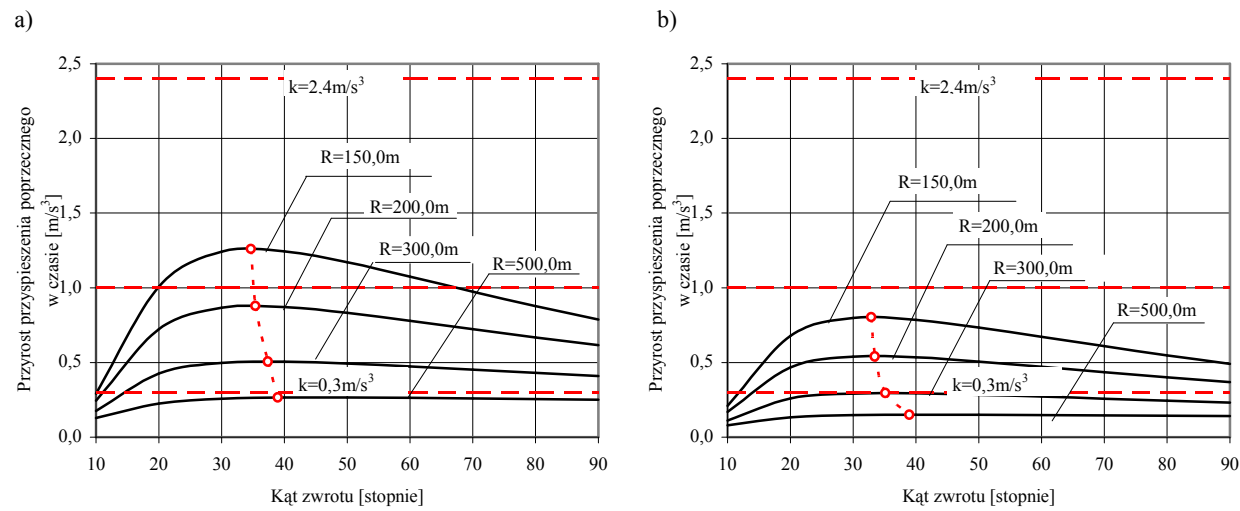 a)
Przyrost przyspieszenia poprzecznego
w czasie [m/s³]
2,5
2,0
1,5
1,0
0,5
0,0
k=2,4m/s³
R=150,0m
R=200,0m
R=300,0m
R=500,0m
k=0,3m/s³
10 20 30 40 50 60 70 80 90
Kąt zwrotu [stopnie]
b)
Przyrost przyspieszenia poprzecznego
w czasie [m/s³]
2,5
2,0
1,5
1,0
0,5
0,0
k=2,4m/s³
R=150,0m
R=200,0m
R=300,0m
R=500,0m
k=0,3m/s³
10 20 30 40 50 60 70 80 90
Kąt zwrotu [stopnie]